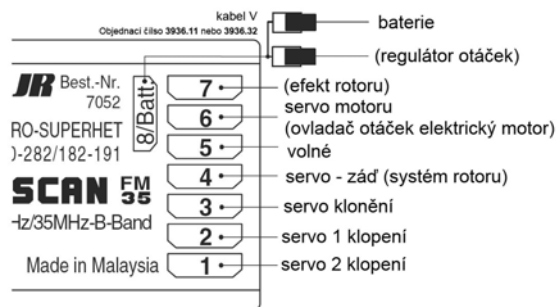 kabel V
Objednací čílso 3936.11 nebo 3936.32
baterie
(regulátor otáček)
JR Best.-Nr.
7052
8/Batt.
RO-SUPERHET
)-282/182-191
SCAN FM
35
Hz/35MHz-B-Band
Made in Malaysia
7 (efekt rotoru)
6 servo motoru
(ovladač otáček elektrický motor)
5 volné
4 servo - záď (systém rotoru)
3 servo klonění
2 servo 1 klopení
1 servo 2 klopení